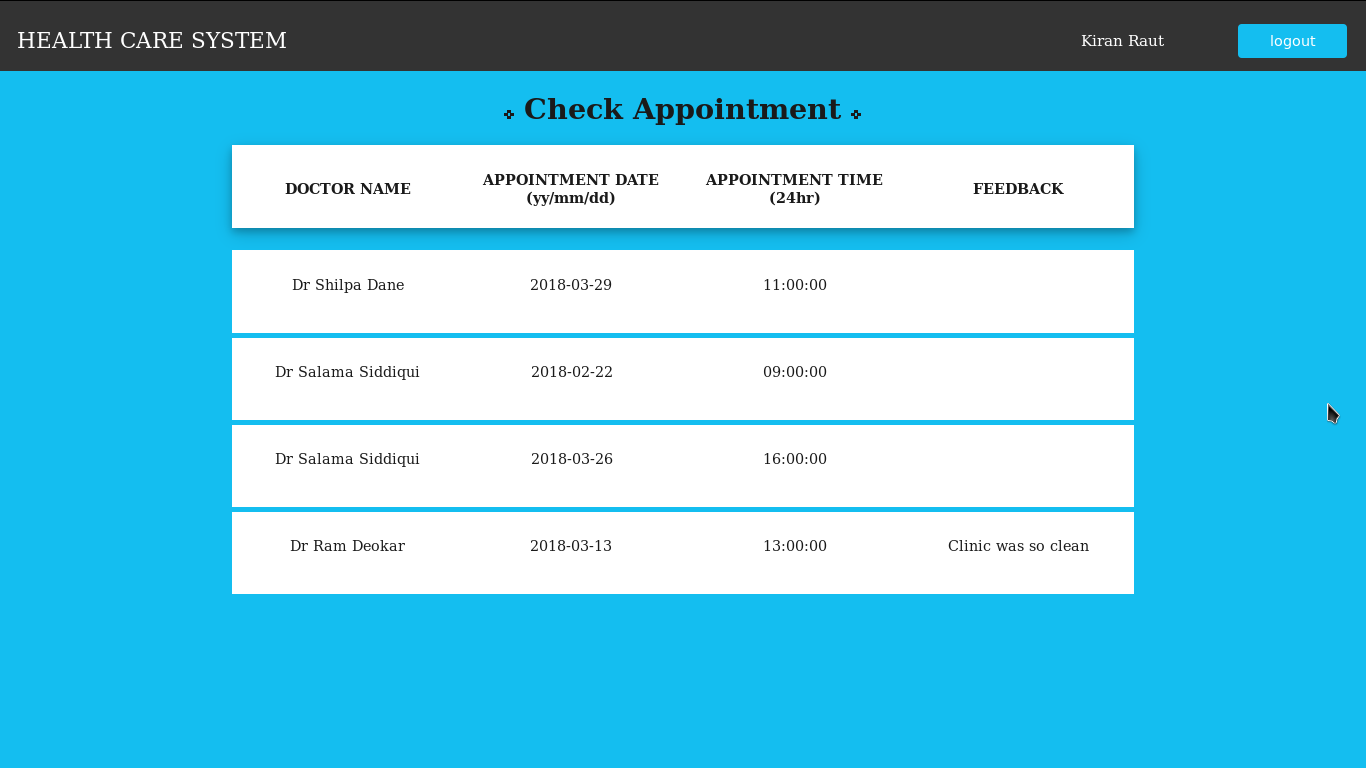 HEALTH CARE SYSTEM
Kiran Raut
logout
Check Appointment
DOCTOR NAME
APPOINTMENT DATE
(yy/mm/dd)
APPOINTMENT TIME
(24hr)
FEEDBACK
Dr Shilpa Dane 2018-03-29 11:00:00
Dr Salama Siddiqui 2018-02-22 09:00:00
Dr Salama Siddiqui 2018-03-26 16:00:00
Dr Ram Deokar 2018-03-13 13:00:00 Clinic was so clean